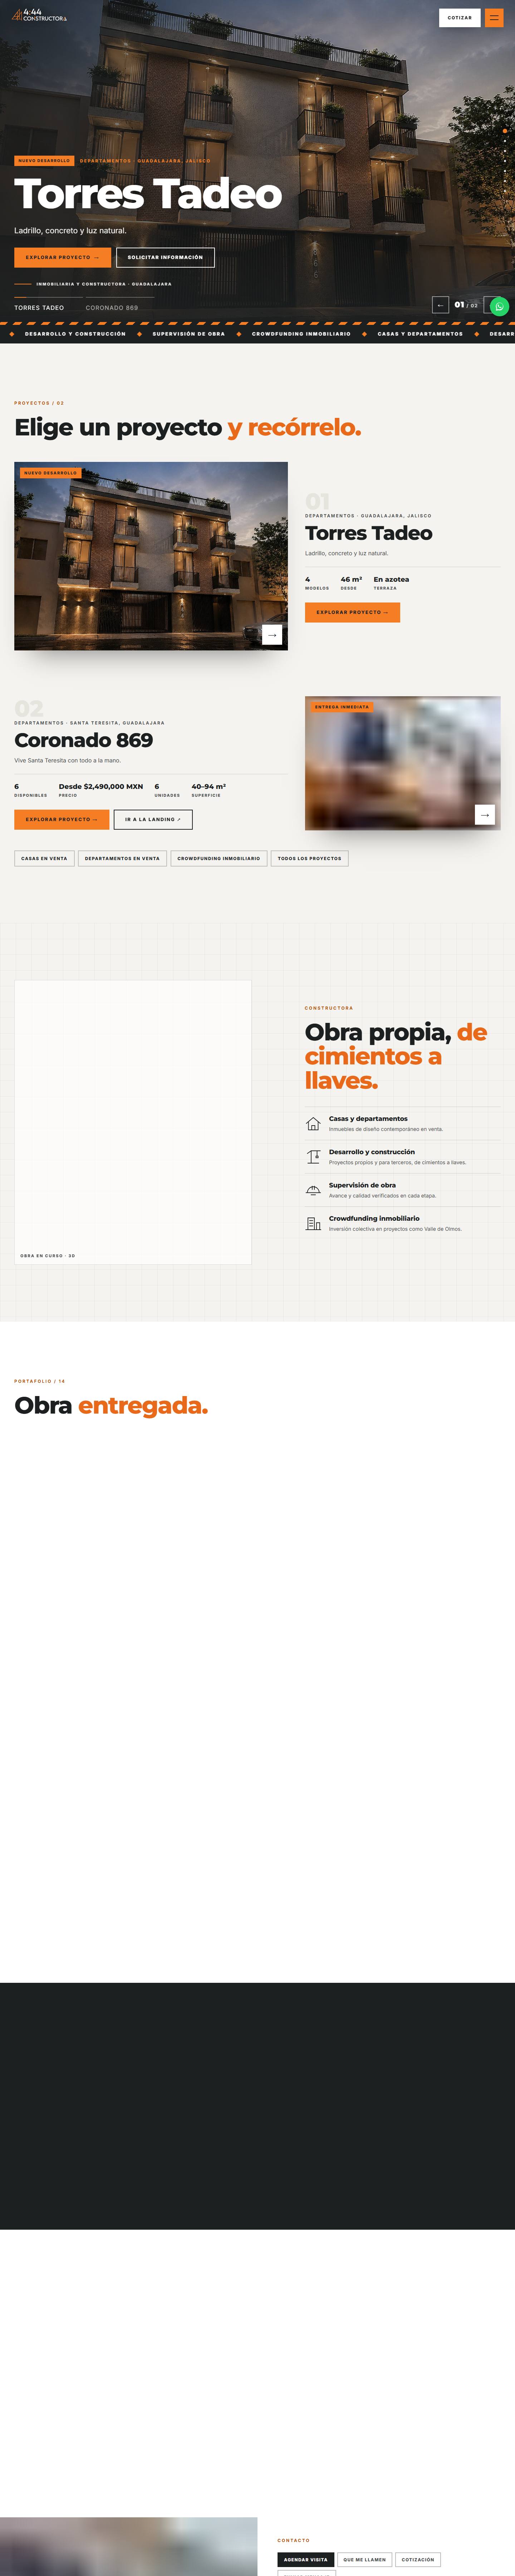 4:44
CONSTRUCTORA
COTIZAR
NUEVO DESARROLLO
DEPARTAMENTOS · GUADALAJARA, JALISCO
Torres Tadeo
Ladrillo, concreto y luz natural.
EXPLORAR PROYECTO →
SOLICITAR INFORMACIÓN
INMOBILIARIA Y CONSTRUCTORA · GUADALAJARA
TORRES TADEO
CORONADO 869
← 01 / 02
DESARROLLO Y CONSTRUCCIÓN ◆ SUPERVISIÓN DE OBRA ◆ CROWDFUNDING INMOBILIARIO ◆ CASAS Y DEPARTAMENTOS ◆ DESARR
PROYECTOS / 02
Elige un proyecto y recórrelo.
NUEVO DESARROLLO
→
01
DEPARTAMENTOS · GUADALAJARA, JALISCO
Torres Tadeo
Ladrillo, concreto y luz natural.
4 46 m² En azotea
MODELOS DESDE TERRAZA
EXPLORAR PROYECTO →
02
DEPARTAMENTOS · SANTA TERESITA, GUADALAJARA
Coronado 869
Vive Santa Teresita con todo a la mano.
6 Desde $2,490,000 MXN 6 40–94 m²
DISPONIBLES PRECIO UNIDADES SUPERFICIE
EXPLORAR PROYECTO →
IR A LA LANDING ↗
ENTREGA INMEDIATA
→
CASAS EN VENTA
DEPARTAMENTOS EN VENTA
CROWDFUNDING INMOBILIARIO
TODOS LOS PROYECTOS
OBRA EN CURSO · 2D
CONSTRUCTORA
Obra propia, de
cimientos a
llaves.
Casas y departamentos
Inmuebles de diseño contemporáneo en venta.
Desarrollo y construcción
Proyectos propios y para terceros, de cimientos a llaves.
Supervisión de obra
Avance y calidad verificados en cada etapa.
Crowdfunding inmobiliario
Inversión colectiva en proyectos como Valle de Olmos.
PORTAFOLIO / 14
Obra entregada.
CONTACTO
AGENDAR VISITA
QUE ME LLAMEN
COTIZACIÓN